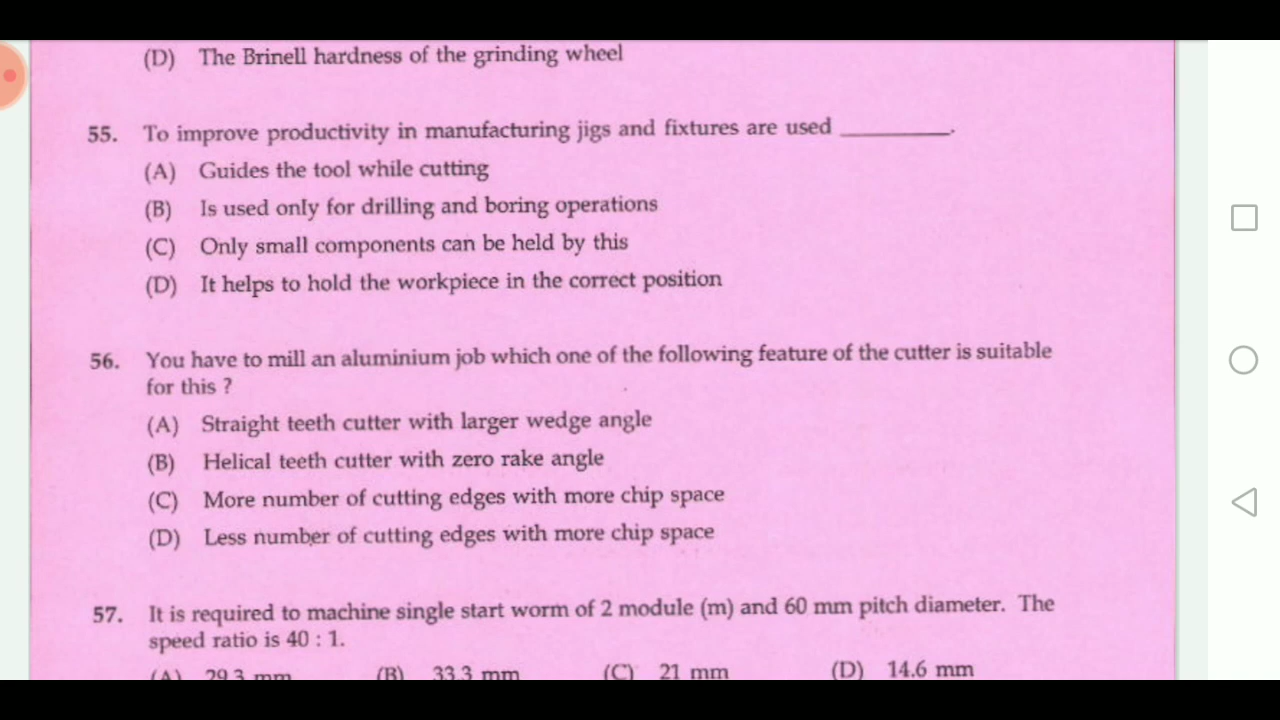 (D) The Brinell hardness of the grinding wheel
55. To improve productivity in manufacturing jigs and fixtures are used __________.
(A) Guides the tool while cutting
(B) Is used only for drilling and boring operations
(C) Only small components can be held by this
(D) It helps to hold the workpiece in the correct position
56. You have to mill an aluminium job which one of the following feature of the cutter is suitable
for this ?
(A) Straight teeth cutter with larger wedge angle
(B) Helical teeth cutter with zero rake angle
(C) More number of cutting edges with more chip space
(D) Less number of cutting edges with more chip space
57. It is required to machine single start worm of 2 module (m) and 60 mm pitch diameter. The
speed ratio is 40 : 1.
(A) 29.3 mm (B) 33.3 mm (C) 21 mm (D) 14.6 mm